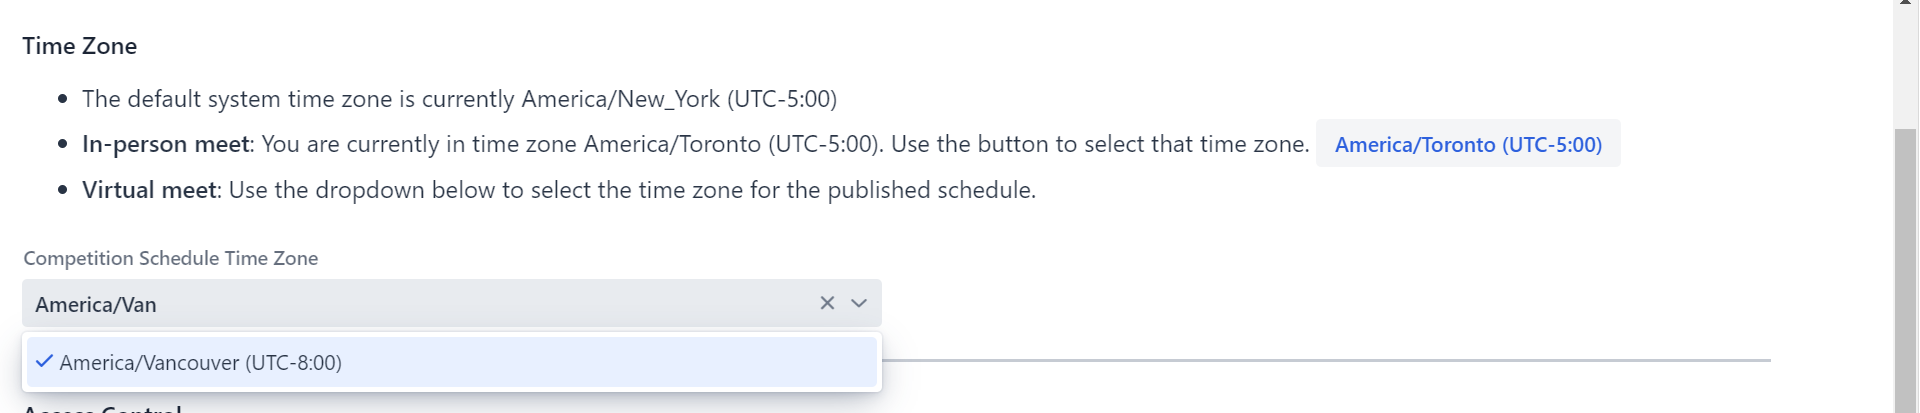 Time Zone
The default system time zone is currently America/New_York (UTC-5:00)
In-person meet: You are currently in time zone America/Toronto (UTC-5:00). Use the button to select that time zone. America/Toronto (UTC-5:00)
Virtual meet: Use the dropdown below to select the time zone for the published schedule.
Competition Schedule Time Zone
America/Van
America/Vancouver (UTC-8:00)
Access Control